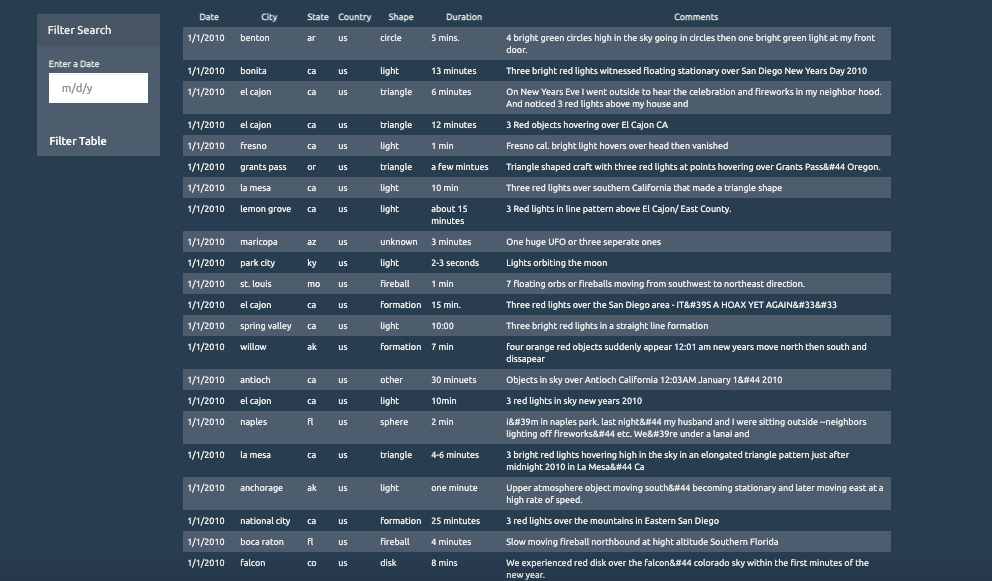 Filter Search
Enter a Date
m/d/y
Filter Table
Date City State Country Shape Duration Comments
1/1/2010 benton ar us circle 5 mins. 4 bright green circles high in the sky going in circles then one bright green light at my front
door.
1/1/2010 bonita ca us light 13 minutes Three bright red lights witnessed floating stationary over San Diego New Years Day 2010
1/1/2010 el cajon ca us triangle 6 minutes On New Years Eve I went outside to hear the celebration and fireworks in my neighbor hood.
And noticed 3 red lights above my house and
1/1/2010 el cajon ca us triangle 12 minutes 3 Red objects hovering over El Cajon CA
1/1/2010 fresno ca us light 1 min Fresno cal. bright light hovers over head then vanished
1/1/2010 grants pass or us triangle a few mintues Triangle shaped craft with three red lights at points hovering over Grants Pass&#44 Oregon.
1/1/2010 la mesa ca us light 10 min Three red lights over southern California that made a triangle shape
1/1/2010 lemon grove ca us light about 15 3 Red lights in line pattern above El Cajon/ East County.
minutes
1/1/2010 maricopa az us unknown 3 minutes One huge UFO or three seperate ones
1/1/2010 park city ky us light 2-3 seconds Lights orbiting the moon
1/1/2010 st. louis mo us fireball 1 min 7 floating orbs or fireballs moving from southwest to northeast direction.
1/1/2010 el cajon ca us formation 15 min. Three red lights over the San Diego area - IT&#39S A HOAX YET AGAIN&#33&#33
1/1/2010 spring valley ca us light 10:00 Three bright red lights in a straight line formation
1/1/2010 willow ak us formation 7 min four orange red objects suddenly appear 12:01 am new years move north then south and
dissapear
1/1/2010 antioch ca us other 30 minuets Objects in sky over Antioch California 12:03AM January 1&#44 2010
1/1/2010 el cajon ca us light 10min 3 red lights in sky new years 2010
1/1/2010 naples fl us sphere 2 min i&#39m in naples park. last night&#44 my husband and I were sitting outside --neighbors
lighting off fireworks&#44 etc. We&#39re under a lanai and
1/1/2010 la mesa ca us triangle 4-6 minutes 3 bright red lights hovering high in the sky in an elongated triangle pattern just after
midnight 2010 in La Mesa&#44 Ca
1/1/2010 anchorage ak us light one minute Upper atmosphere object moving south&#44 becoming stationary and later moving east at a
high rate of speed.
1/1/2010 national city ca us formation 25 mintutes 3 red lights over the mountains in Eastern San Diego
1/1/2010 boca raton fl us fireball 4 minutes Slow moving fireball northbound at hight altitude Southern Florida
1/1/2010 falcon co us disk 8 mins We experienced red disk over the falcon&#44 colorado sky within the first minutes of the
new year.